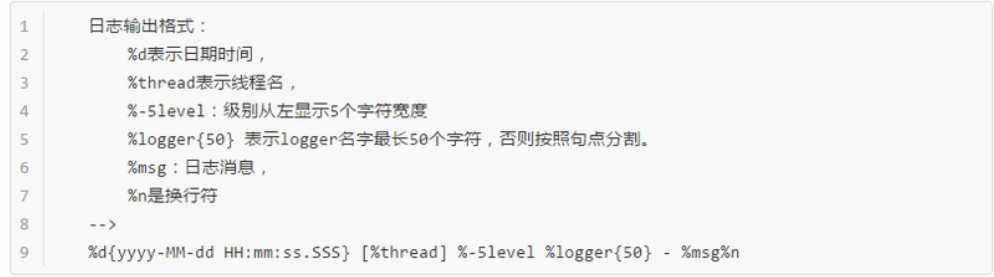 1 日志输出格式：
2 %d表示日期时间，
3 %thread表示线程名，
4 %-5level：级别从左显示5个字符宽度
5 %logger{50} 表示logger名字最长50个字符，否则按照句点分割。
6 %msg：日志消息，
7 %n是换行符
8 -->
9 %d{yyyy-MM-dd HH:mm:ss.SSS} [%thread] %-5level %logger{50} - %msg%n